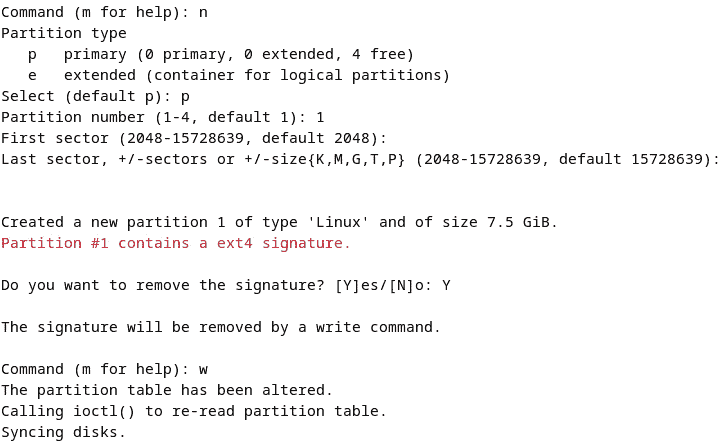 Command (m for help): n
Partition type
   p   primary (0 primary, 0 extended, 4 free)
   e   extended (container for logical partitions)
Select (default p): p
Partition number (1-4, default 1): 1
First sector (2048-15728639, default 2048):
Last sector, +/-sectors or +/-size{K,M,G,T,P} (2048-15728639, default 15728639):
Created a new partition 1 of type 'Linux' and of size 7.5 GiB.
Partition #1 contains a ext4 signature.
Do you want to remove the signature? [Y]es/[N]o: Y
The signature will be removed by a write command.
Command (m for help): w
The partition table has been altered.
Calling ioctl() to re-read partition table.
Syncing disks.